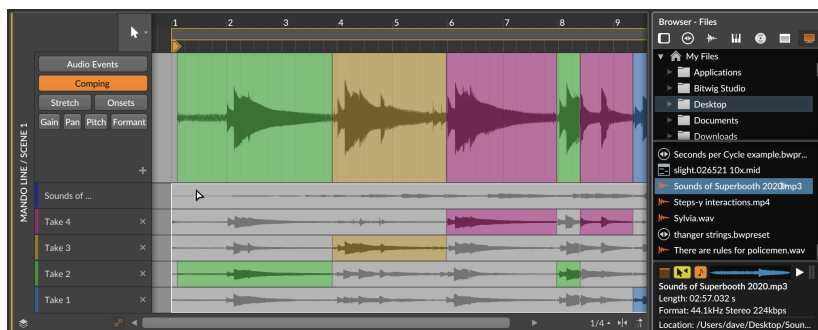 1 2 3 4 5 6 7 8 9
Audio Events
Comping
Stretch Onsets
Gain Pan Pitch Formant
+
MANDO LINE / SCENE 1
Sounds of ...
Take 4 ×
Take 3 ×
Take 2 ×
Take 1 ×
1/4
Browser - Files
My Files
Applications
Bitwig Studio
Desktop
Documents
Downloads
Seconds per Cycle example.bwpr...
slight.026521 10x.mid
Sounds of Superbooth 2020.mp3
Steps-y interactions.mp4
Sylvia.wav
thanger strings.bwpreset
There are rules for policemen.wav
Sounds of Superbooth 2020.mp3
Length: 02:57.032 s
Format: 44.1kHz Stereo 224kbps
Location: /Users/dave/Desktop/Soun...